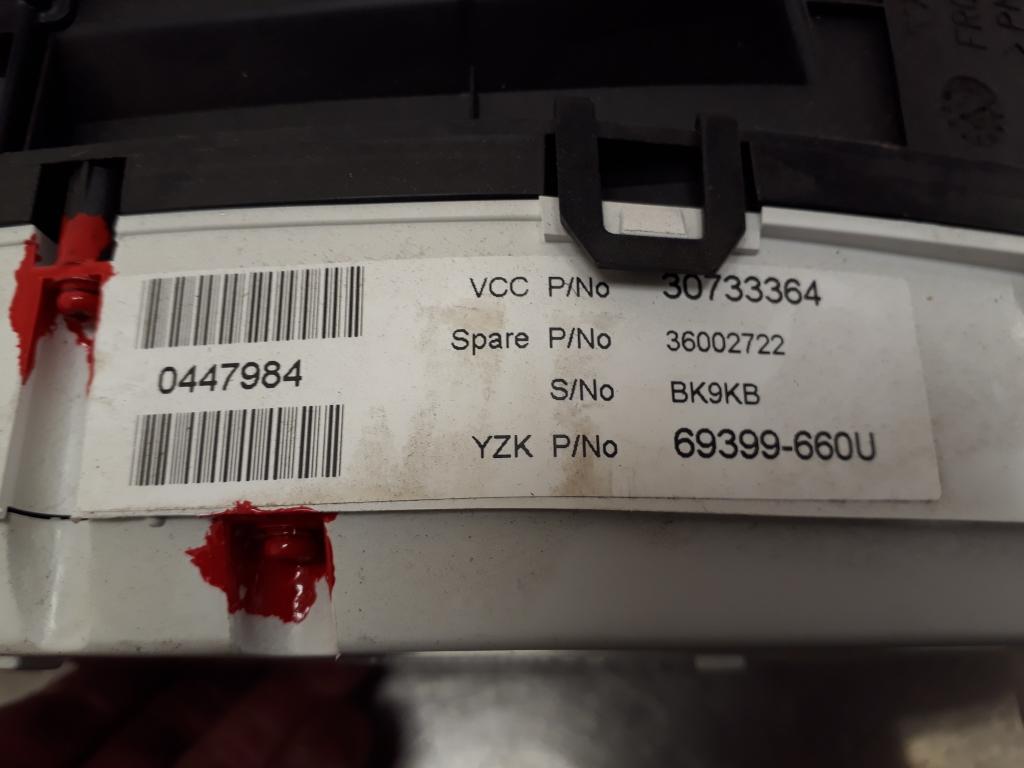 VCC P/No 30733364
Spare P/No 36002722
0447984
S/No BK9KB
YZK P/No 69399-660U